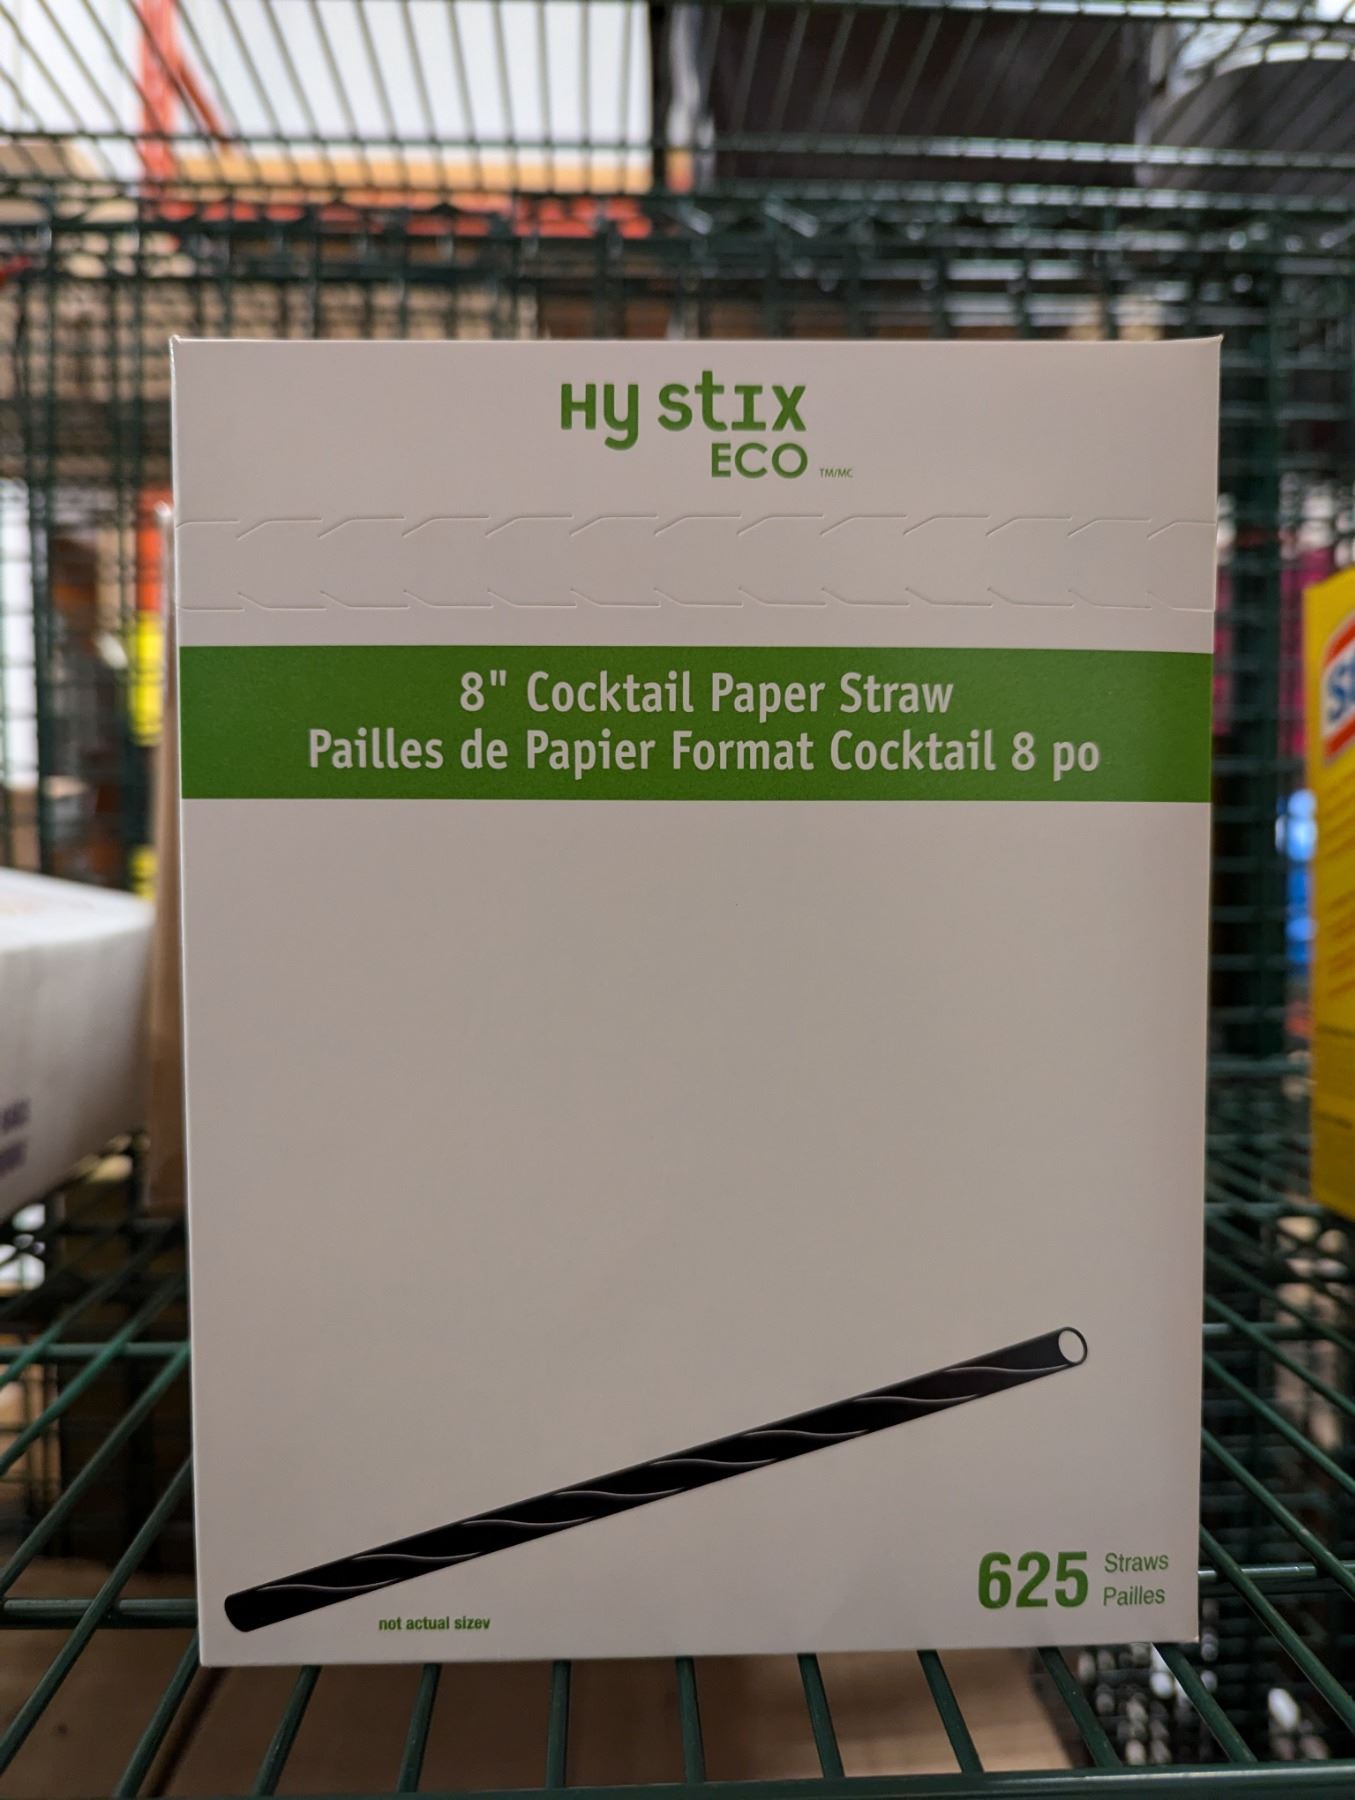 Hy stix
ECO TM/MC
8" Cocktail Paper Straw
Pailles de Papier Format Cocktail 8 po
not actual sizev
625 Straws
Pailles